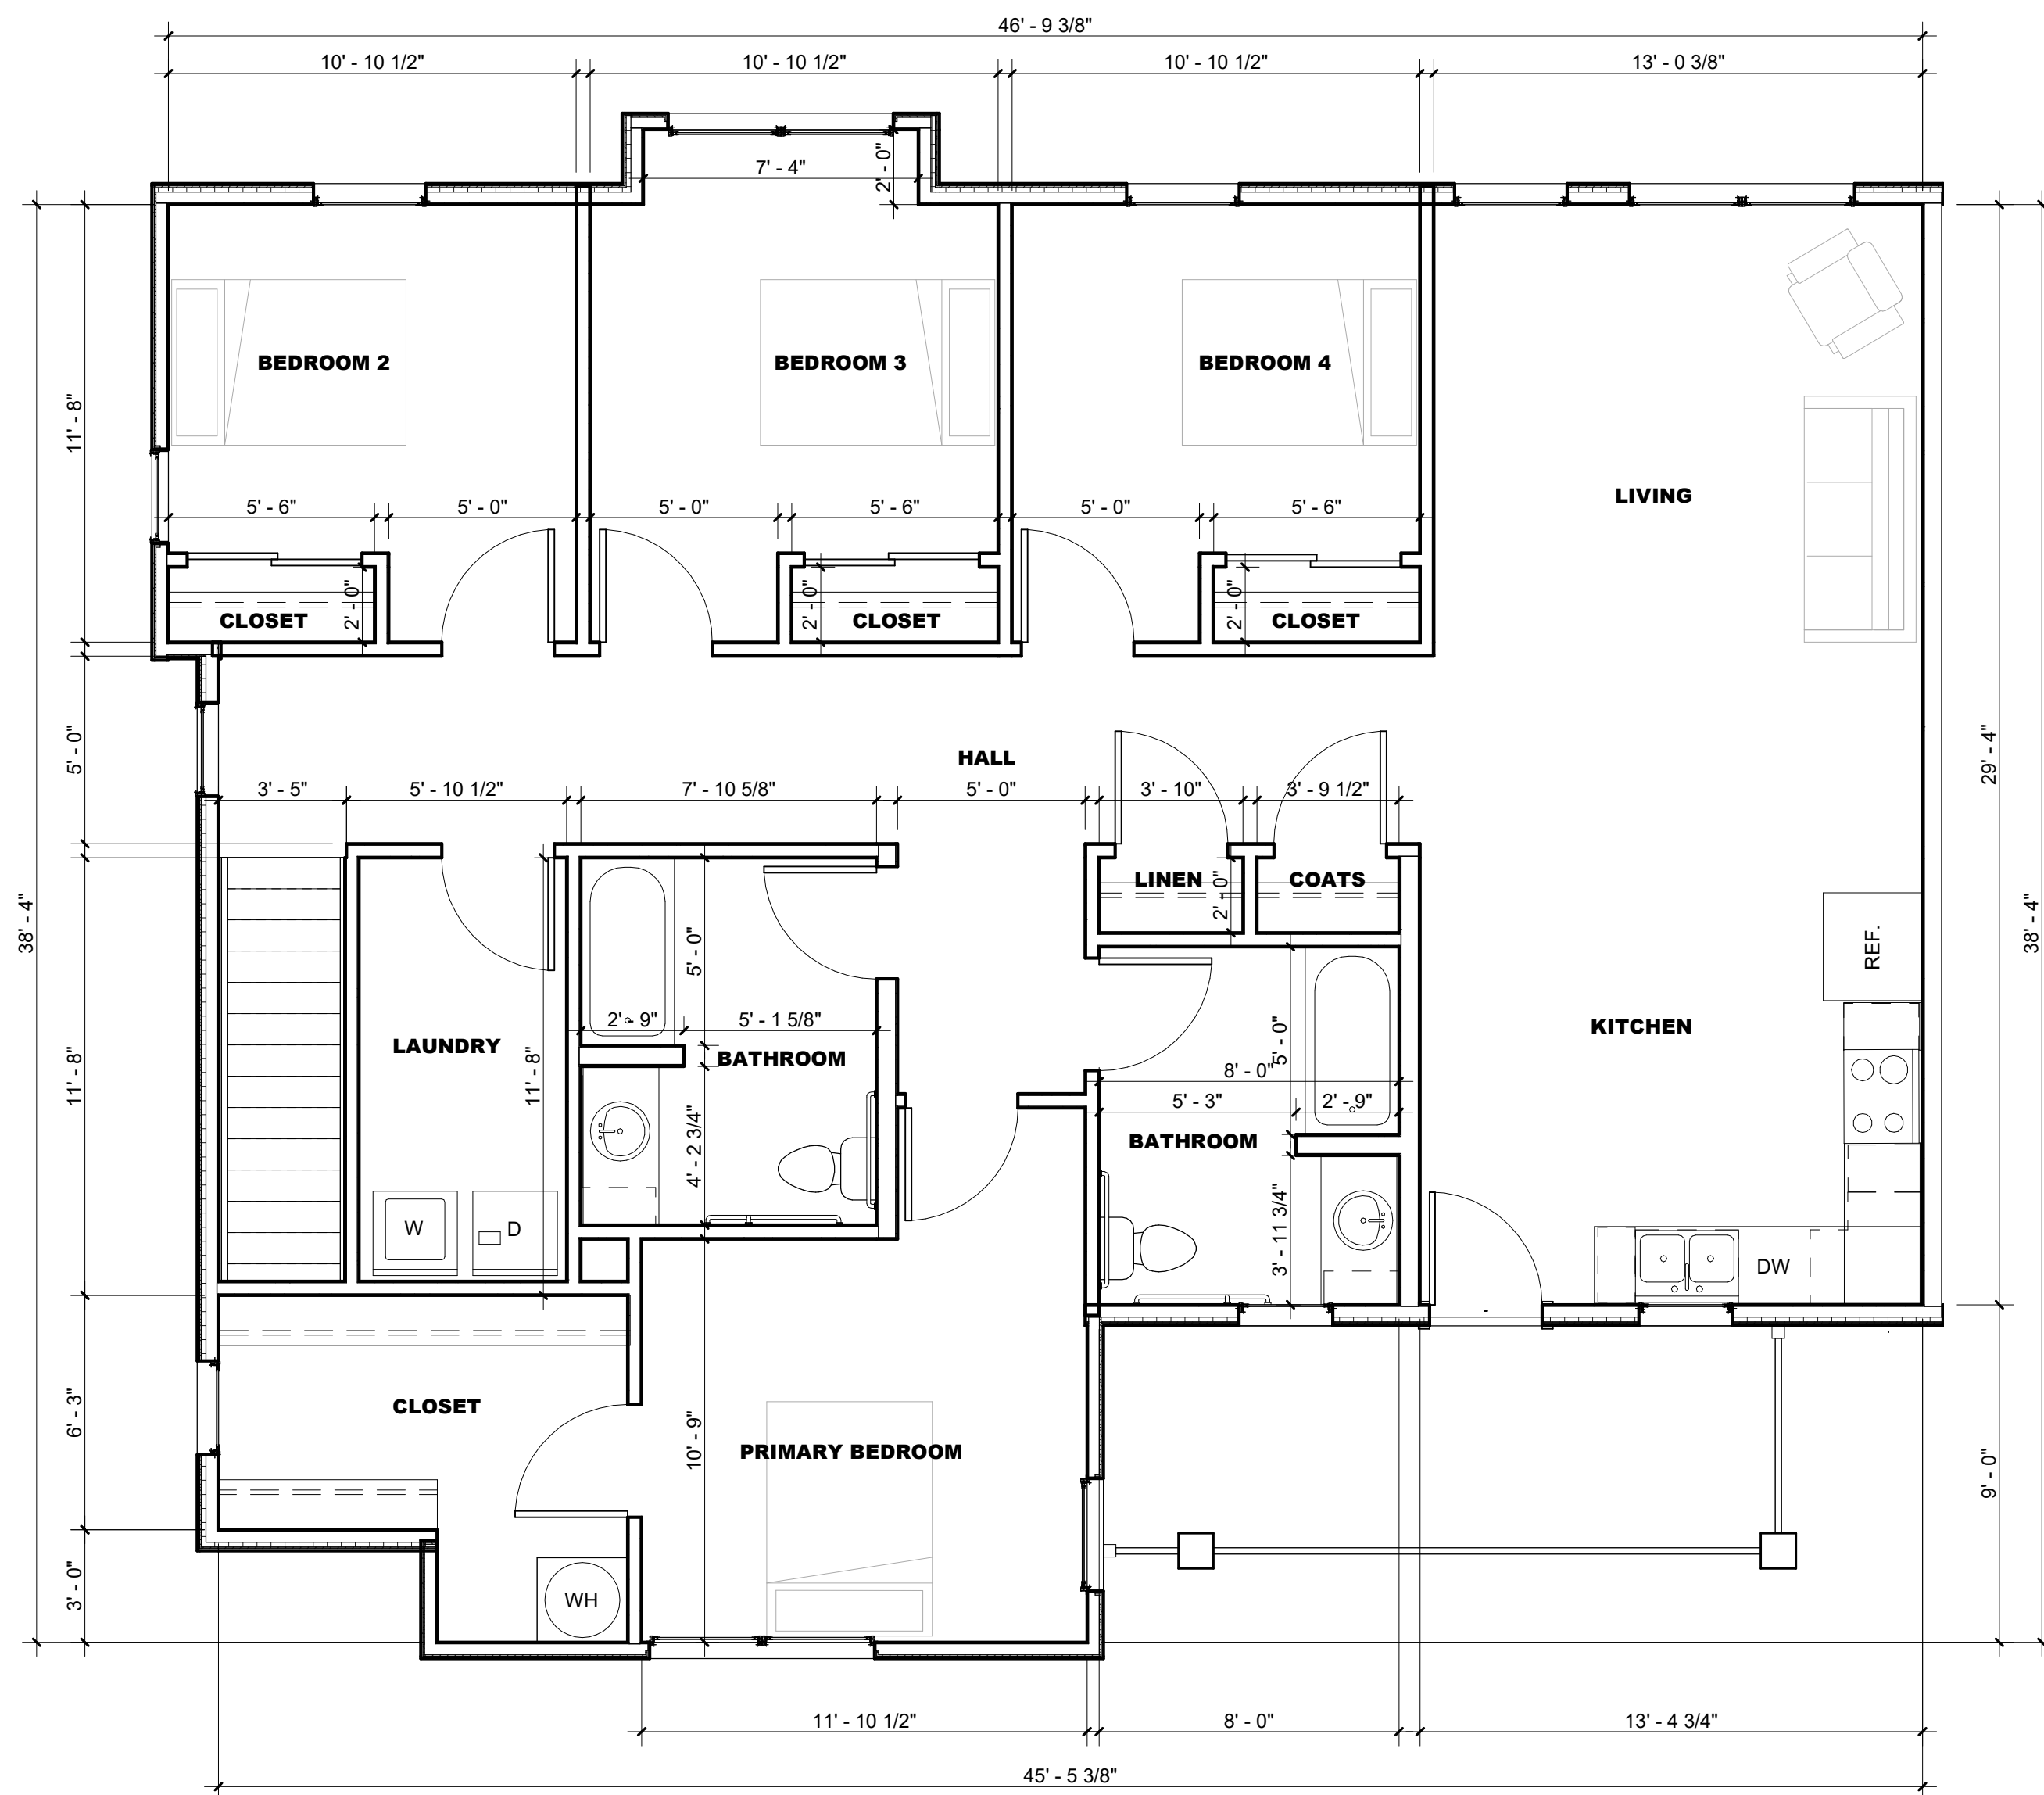 46' - 9 3/8"
10' - 10 1/2"
10' - 10 1/2"
10' - 10 1/2"
13' - 0 3/8"
7' - 4"
2' - 0"
BEDROOM 2
BEDROOM 3
BEDROOM 4
11' - 8"
LIVING
5' - 6"
5' - 0"
5' - 0"
5' - 6"
5' - 0"
5' - 6"
2' - 0"
2' - 0"
2' - 0"
CLOSET
CLOSET
CLOSET
5' - 0"
HALL
29' - 4"
3' - 5"
5' - 10 1/2"
7' - 10 5/8"
5' - 0"
3' - 10"
3' - 9 1/2"
LINEN
2' - 0"
COATS
38' - 4"
38' - 4"
5' - 0"
REF.
2' - 9"
5' - 1 5/8"
KITCHEN
LAUNDRY
BATHROOM
5' - 0"
11' - 8"
11' - 8"
8' - 0"
5' - 3"
2' - 9"
4' - 2 3/4"
BATHROOM
W
D
3' - 11 3/4"
DW
6' - 3"
CLOSET
10' - 9"
PRIMARY BEDROOM
9' - 0"
3' - 0"
WH
11' - 10 1/2"
8' - 0"
13' - 4 3/4"
45' - 5 3/8"